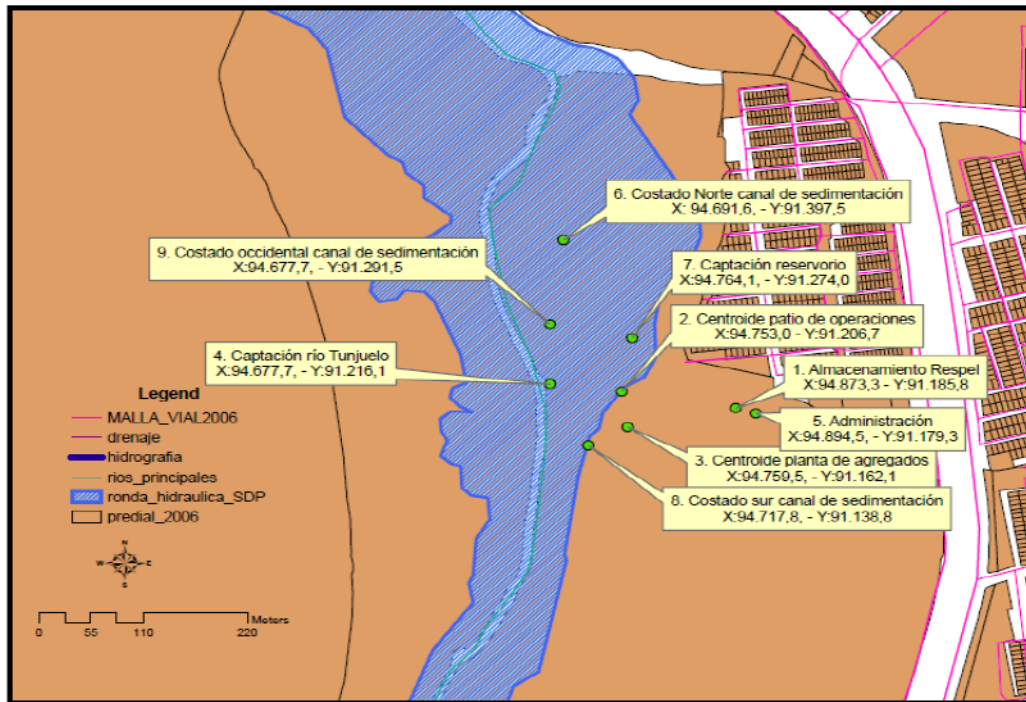 6. Costado Norte canal de sedimentación
X: 94.691,6, - Y:91.397,5
9. Costado occidental canal de sedimentación
X:94.677,7, - Y:91.291,5
7. Captación reservorio
X:94.764,1, - Y:91.274,0
2. Centroide patio de operaciones
X:94.753,0 - Y:91.206,7
4. Captación río Tunjuelo
X:94.677,7, - Y:91.216,1
1. Almacenamiento Respel
X:94.873,3 - Y:91.185,8
5. Administración
X:94.894,5, - Y:91.179,3
3. Centroide planta de agregados
X:94.759,5, - Y:91.162,1
8. Costado sur canal de sedimentación
X:94.717,8, - Y:91.138,8
Legend
MALLA_VIAL2006
drenaje
hidrografia
rios_principales
ronda_hidraulica_SDP
predial_2006
N
W E
S
Meters
0 55 110 220